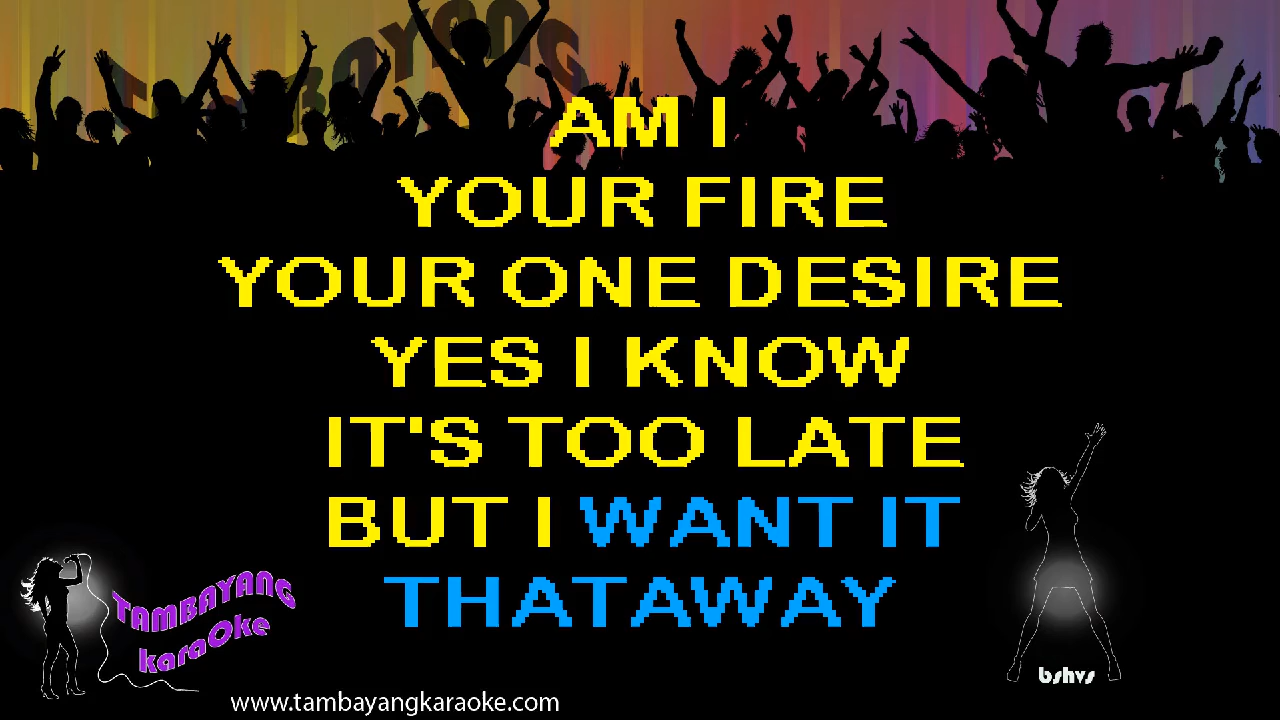 TAMBAYANG
AM I
YOUR FIRE
YOUR ONE DESIRE
YES I KNOW
IT'S TOO LATE
BUT I WANT IT
THATAWAY
TAMBAYANG
karaOke
bshvs
www.tambayangkaraoke.com